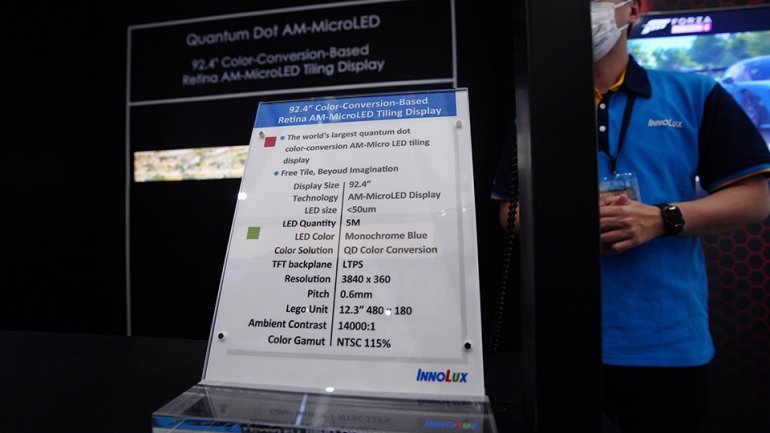 Quantum Dot AM-MicroLED
92.4" Color-Conversion-Based
Retina AM-MicroLED Tiling Display
92.4" Color-Conversion-Based
Retina AM-MicroLED Tiling Display
• The world's largest quantum dot
color-conversion AM-Micro LED tiling
display
• Free Tile, Beyoud Imagination
Display Size 92.4"
Technology AM-MicroLED Display
LED size <50um
LED Quantity 5M
LED Color Monochrome Blue
Color Solution QD Color Conversion
TFT backplane LTPS
Resolution 3840 x 360
Pitch 0.6mm
Lego Unit 12.3" 480 x 180
Ambient Contrast 14000:1
Color Gamut NTSC 115%
INNOLUX
INNOLUX
FORZA